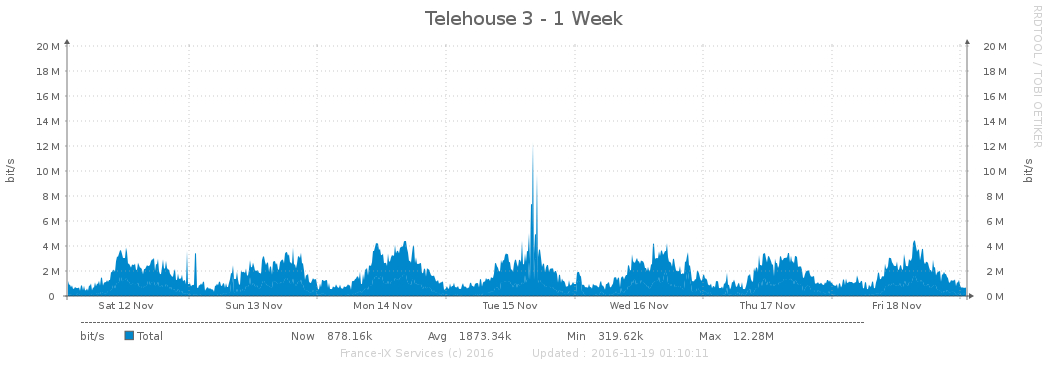 Telehouse 3 - 1 Week
RRDTOOL / TOBI OETIKER
bit/s
20 M 20 M
18 M 18 M
16 M 16 M
14 M 14 M
12 M 12 M
10 M 10 M
8 M 8 M
6 M 6 M
4 M 4 M
2 M 2 M
0 0 M
bit/s
Sat 12 Nov Sun 13 Nov Mon 14 Nov Tue 15 Nov Wed 16 Nov Thu 17 Nov Fri 18 Nov
bit/s Total Now 878.16k Avg 1873.34k Min 319.62k Max 12.28M
France-IX Services (c) 2016 Updated : 2016-11-19 01:10:11